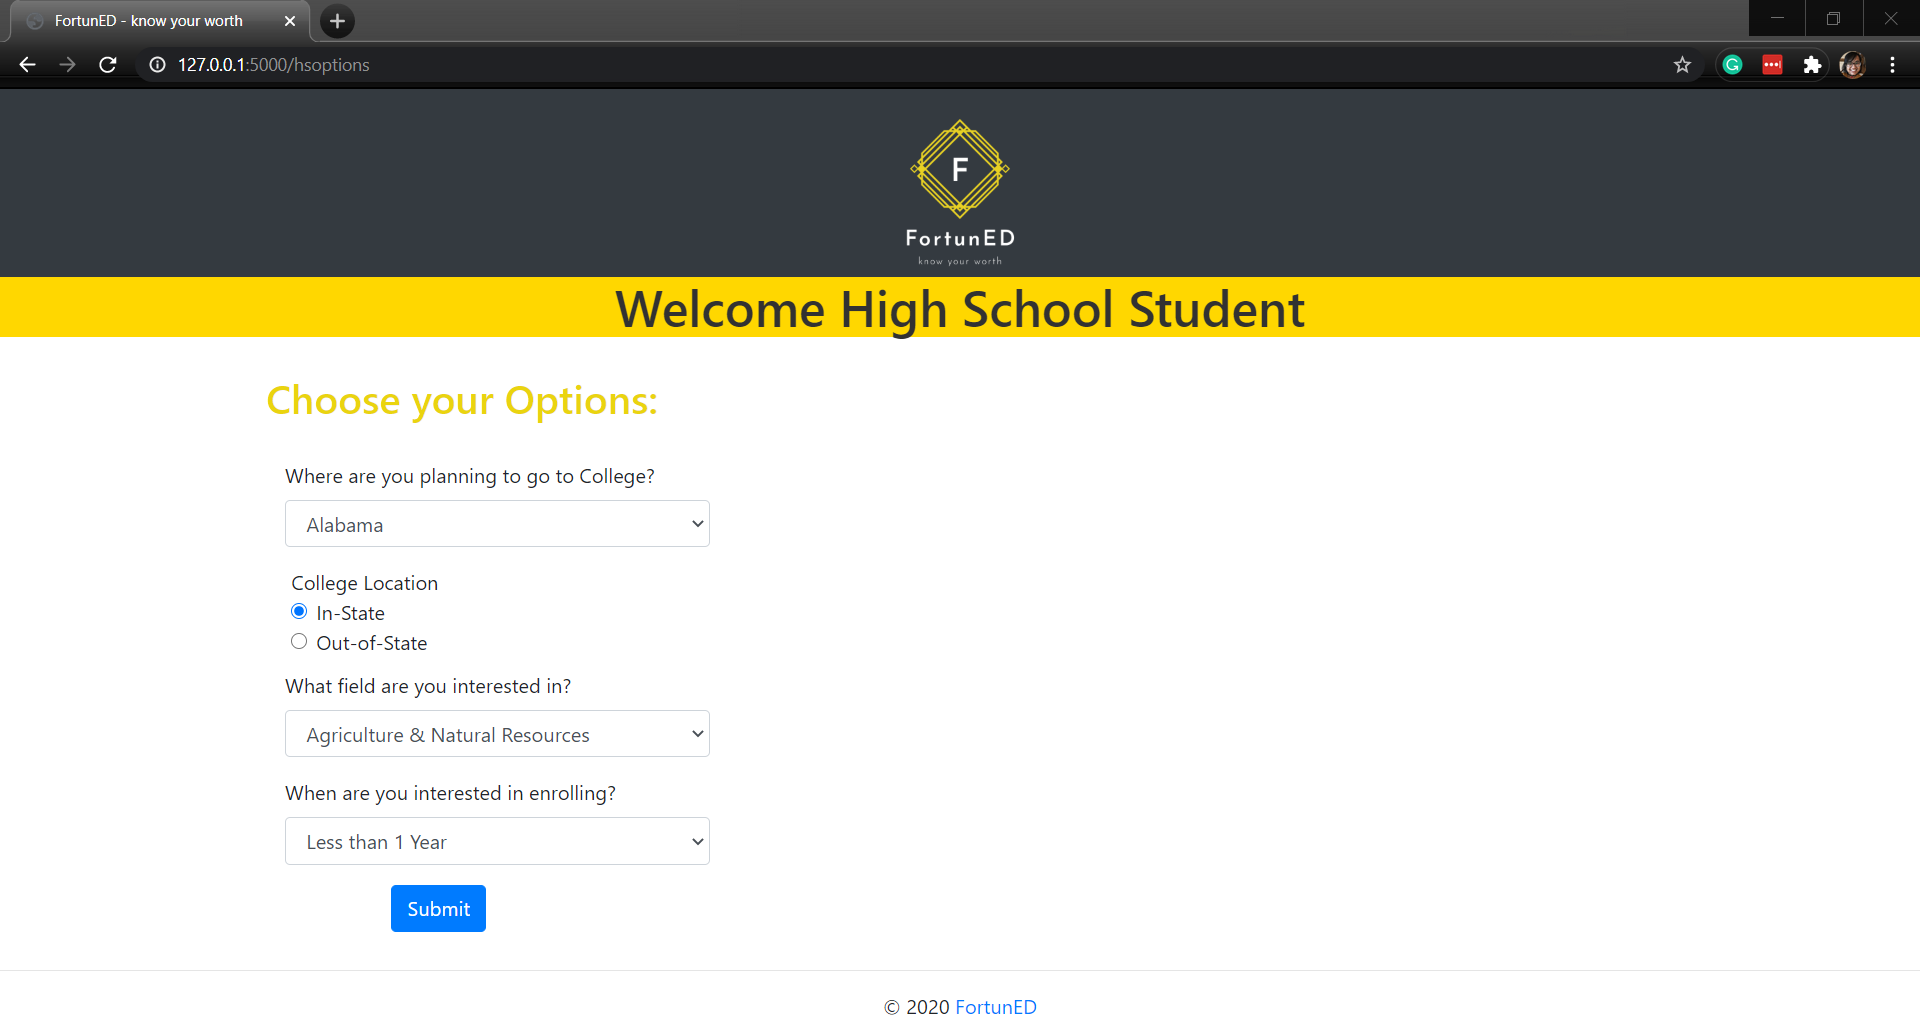 FortunED - know your worth
127.0.0.1:5000/hsoptions
F
FortunED
know your worth
Welcome High School Student
Choose your Options:
Where are you planning to go to College?
Alabama
College Location
In-State
Out-of-State
What field are you interested in?
Agriculture & Natural Resources
When are you interested in enrolling?
Less than 1 Year
Submit
© 2020 FortunED